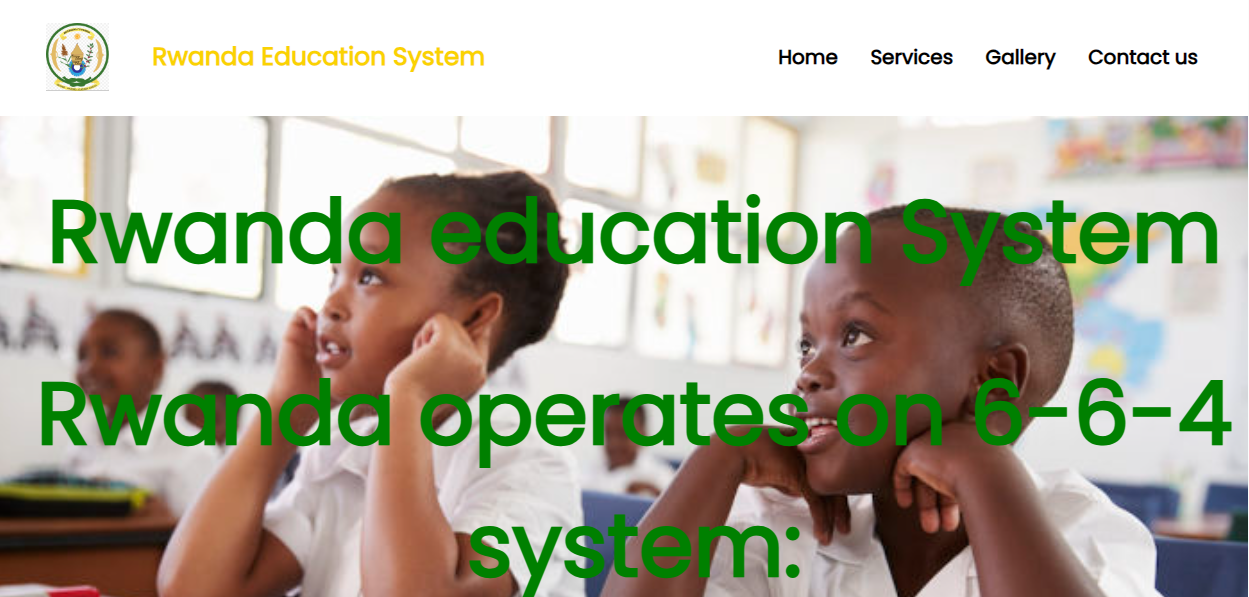 Rwanda Education System
Home Services Gallery Contact us
Rwanda education System
Rwanda operates on 6-6-4
system: